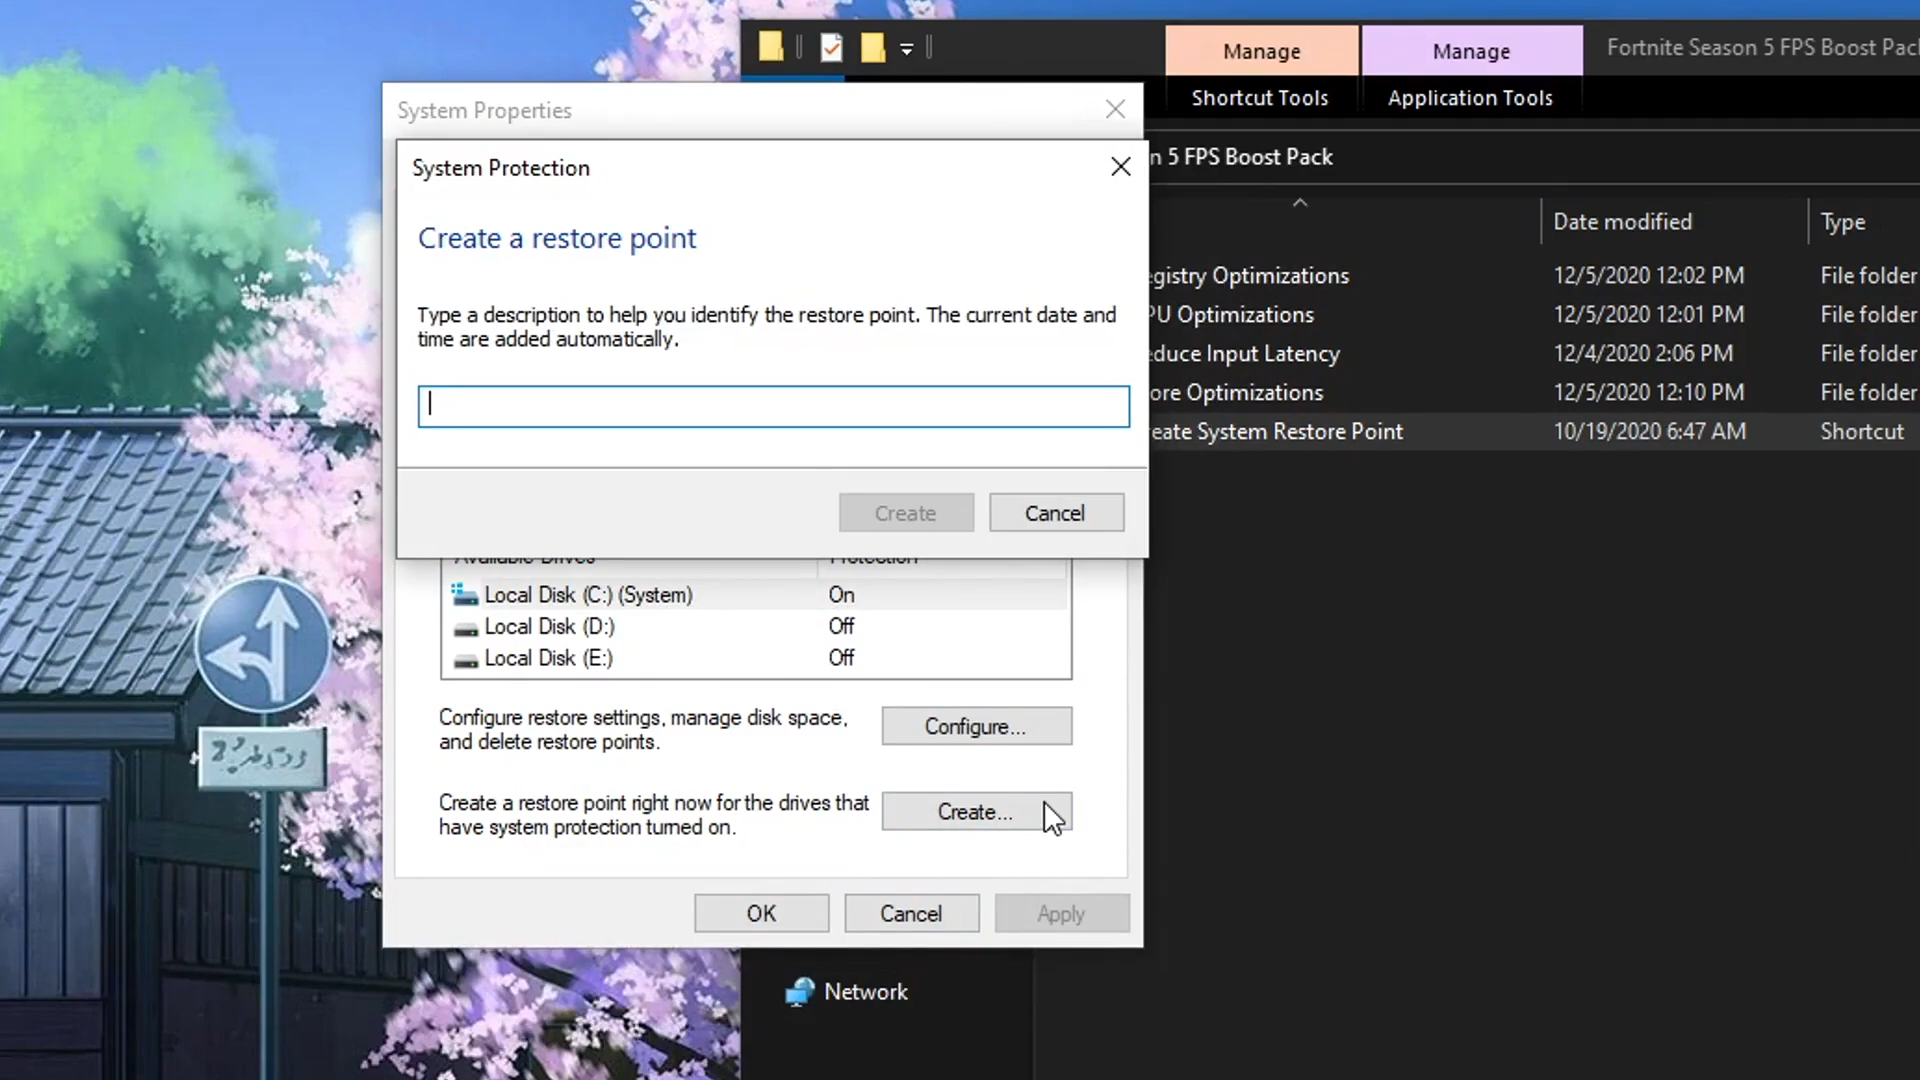 Manage
Manage
Fortnite Season 5 FPS Boost Pac
Shortcut Tools
Application Tools
System Properties
System Protection
n 5 FPS Boost Pack
Create a restore point
Date modified
Type
Type a description to help you identify the restore point. The current date and
time are added automatically.
egistry Optimizations
12/5/2020 12:02 PM
File folder
PU Optimizations
12/5/2020 12:01 PM
File folder
educe Input Latency
12/4/2020 2:06 PM
File folder
ore Optimizations
12/5/2020 12:10 PM
File folder
eate System Restore Point
10/19/2020 6:47 AM
Shortcut
Create
Cancel
Available Drives
Protection
Local Disk (C:) (System)
On
Local Disk (D:)
Off
Local Disk (E:)
Off
Configure restore settings, manage disk space,
and delete restore points.
Configure...
Create a restore point right now for the drives that
have system protection turned on.
Create...
OK
Cancel
Apply
Network